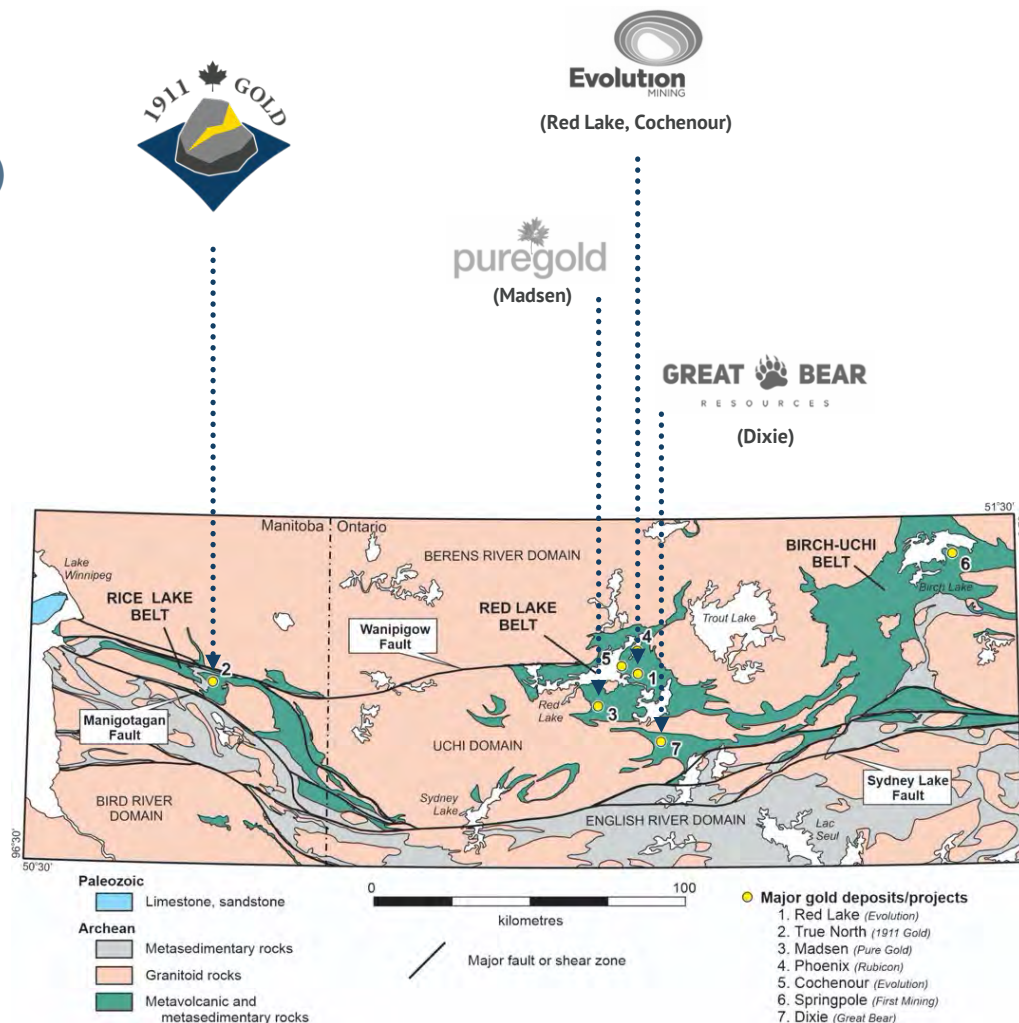 1911 GOLD
Evolution
MINING
(Red Lake, Cochenour)
puregold
(Madsen)
GREAT BEAR
RESOURCES
(Dixie)
51°30'
Manitoba Ontario
Lake
Winnipeg
BERENS RIVER DOMAIN
BIRCH-UCHI
BELT
6
Birch Lake
RICE LAKE
BELT
RED LAKE
BELT
Trout Lake
Wanipigow
Fault
4
5
2
1
Red
Lake
3
Manigotagan
Fault
UCHI DOMAIN
7
Sydney Lake
Fault
BIRD RIVER
DOMAIN
Sydney
Lake
ENGLISH RIVER DOMAIN
Lac
Seul
96°30'
50°30'
Paleozoic
Limestone, sandstone
Archean
Metasedimentary rocks
Granitoid rocks
Metavolcanic and
metasedimentary rocks
0 100
kilometres
Major fault or shear zone
Major gold deposits/projects
1. Red Lake (Evolution)
2. True North (1911 Gold)
3. Madsen (Pure Gold)
4. Phoenix (Rubicon)
5. Cochenour (Evolution)
6. Springpole (First Mining)
7. Dixie (Great Bear)